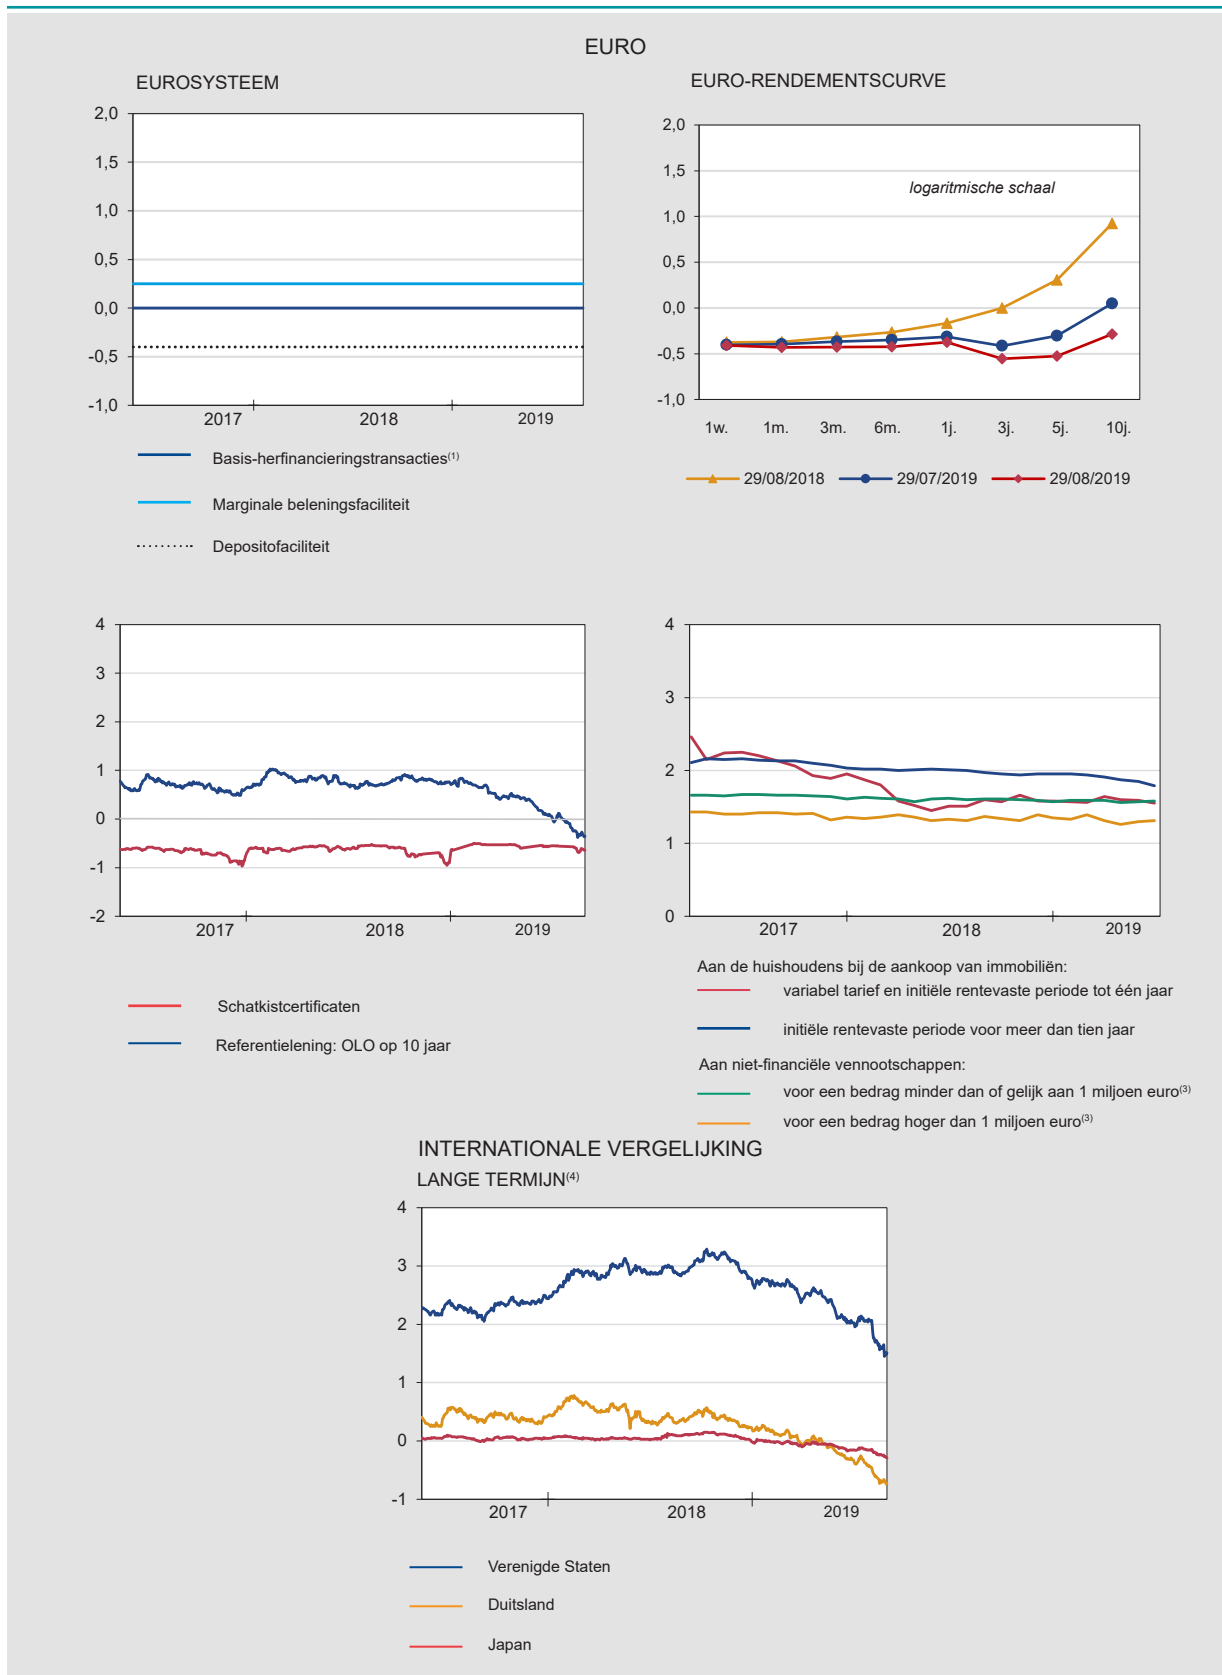 EURO
EUROSYSTEEM
2,0
1,5
1,0
0,5
0,0
-0,5
-1,0
2017 2018 2019
Basis-herfinancieringstransacties(1)
Marginale beleningsfaciliteit
Depositofaciliteit
EURO-RENDEMENTSCURVE
2,0
1,5
1,0
0,5
0,0
-0,5
-1,0
logaritmische schaal
1w. 1m. 3m. 6m. 1j. 3j. 5j. 10j.
29/08/2018 29/07/2019 29/08/2019
4
3
2
1
0
-1
-2
2017 2018 2019
Schatkistcertificaten
Referentielening: OLO op 10 jaar
4
3
2
1
0
2017 2018 2019
Aan de huishoudens bij de aankoop van immobiliën:
variabel tarief en initiële rentevaste periode tot één jaar
initiële rentevaste periode voor meer dan tien jaar
Aan niet-financiële vennootschappen:
voor een bedrag minder dan of gelijk aan 1 miljoen euro(3)
voor een bedrag hoger dan 1 miljoen euro(3)
INTERNATIONALE VERGELIJKING
LANGE TERMIJN(4)
4
3
2
1
0
-1
2017 2018 2019
Verenigde Staten
Duitsland
Japan